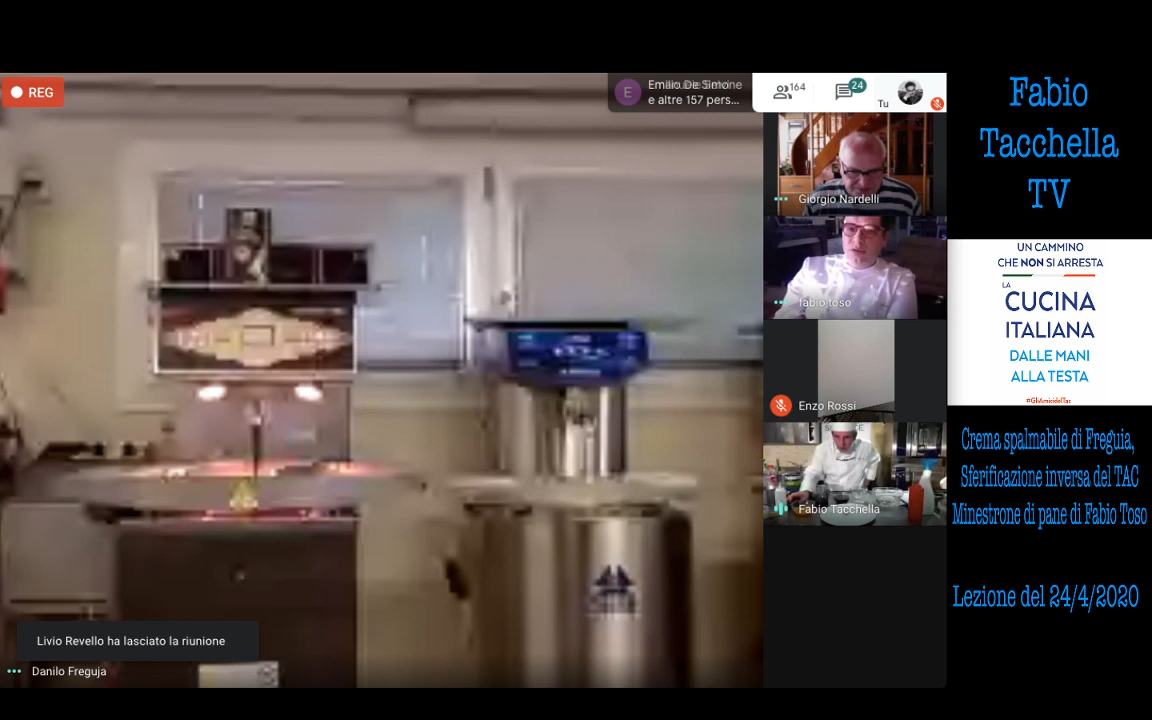 REG
E
e altre 157 pers...
164
24
Tu
Giorgio Nardelli
fabio toso
Enzo Rossi
Fabio Tacchella
Livio Revello ha lasciato la riunione
Danilo Freguja
Fabio
Tacchella
TV
UN CAMMINO
CHE NON SI ARRESTA
LA
CUCINA
ITALIANA
DALLE MANI
ALLA TESTA
#GliAmicidelTac
Crema spalmabile di Freguia,
Sferificazione inversa del TAC
Minestrone di pane di Fabio Toso
Lezione del 24/4/2020